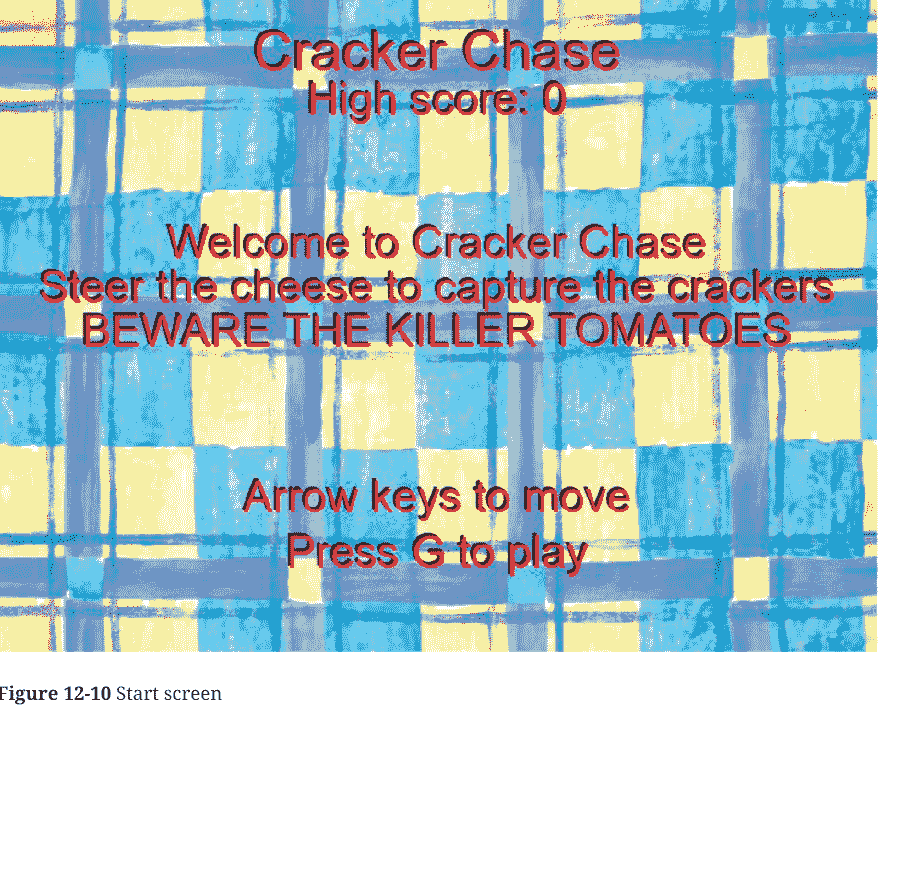 Cracker Chase
High score: 0
Welcome to Cracker Chase
Steer the cheese to capture the crackers
BEWARE THE KILLER TOMATOES
Arrow keys to move
Press G to play
Figure 12-10 Start screen